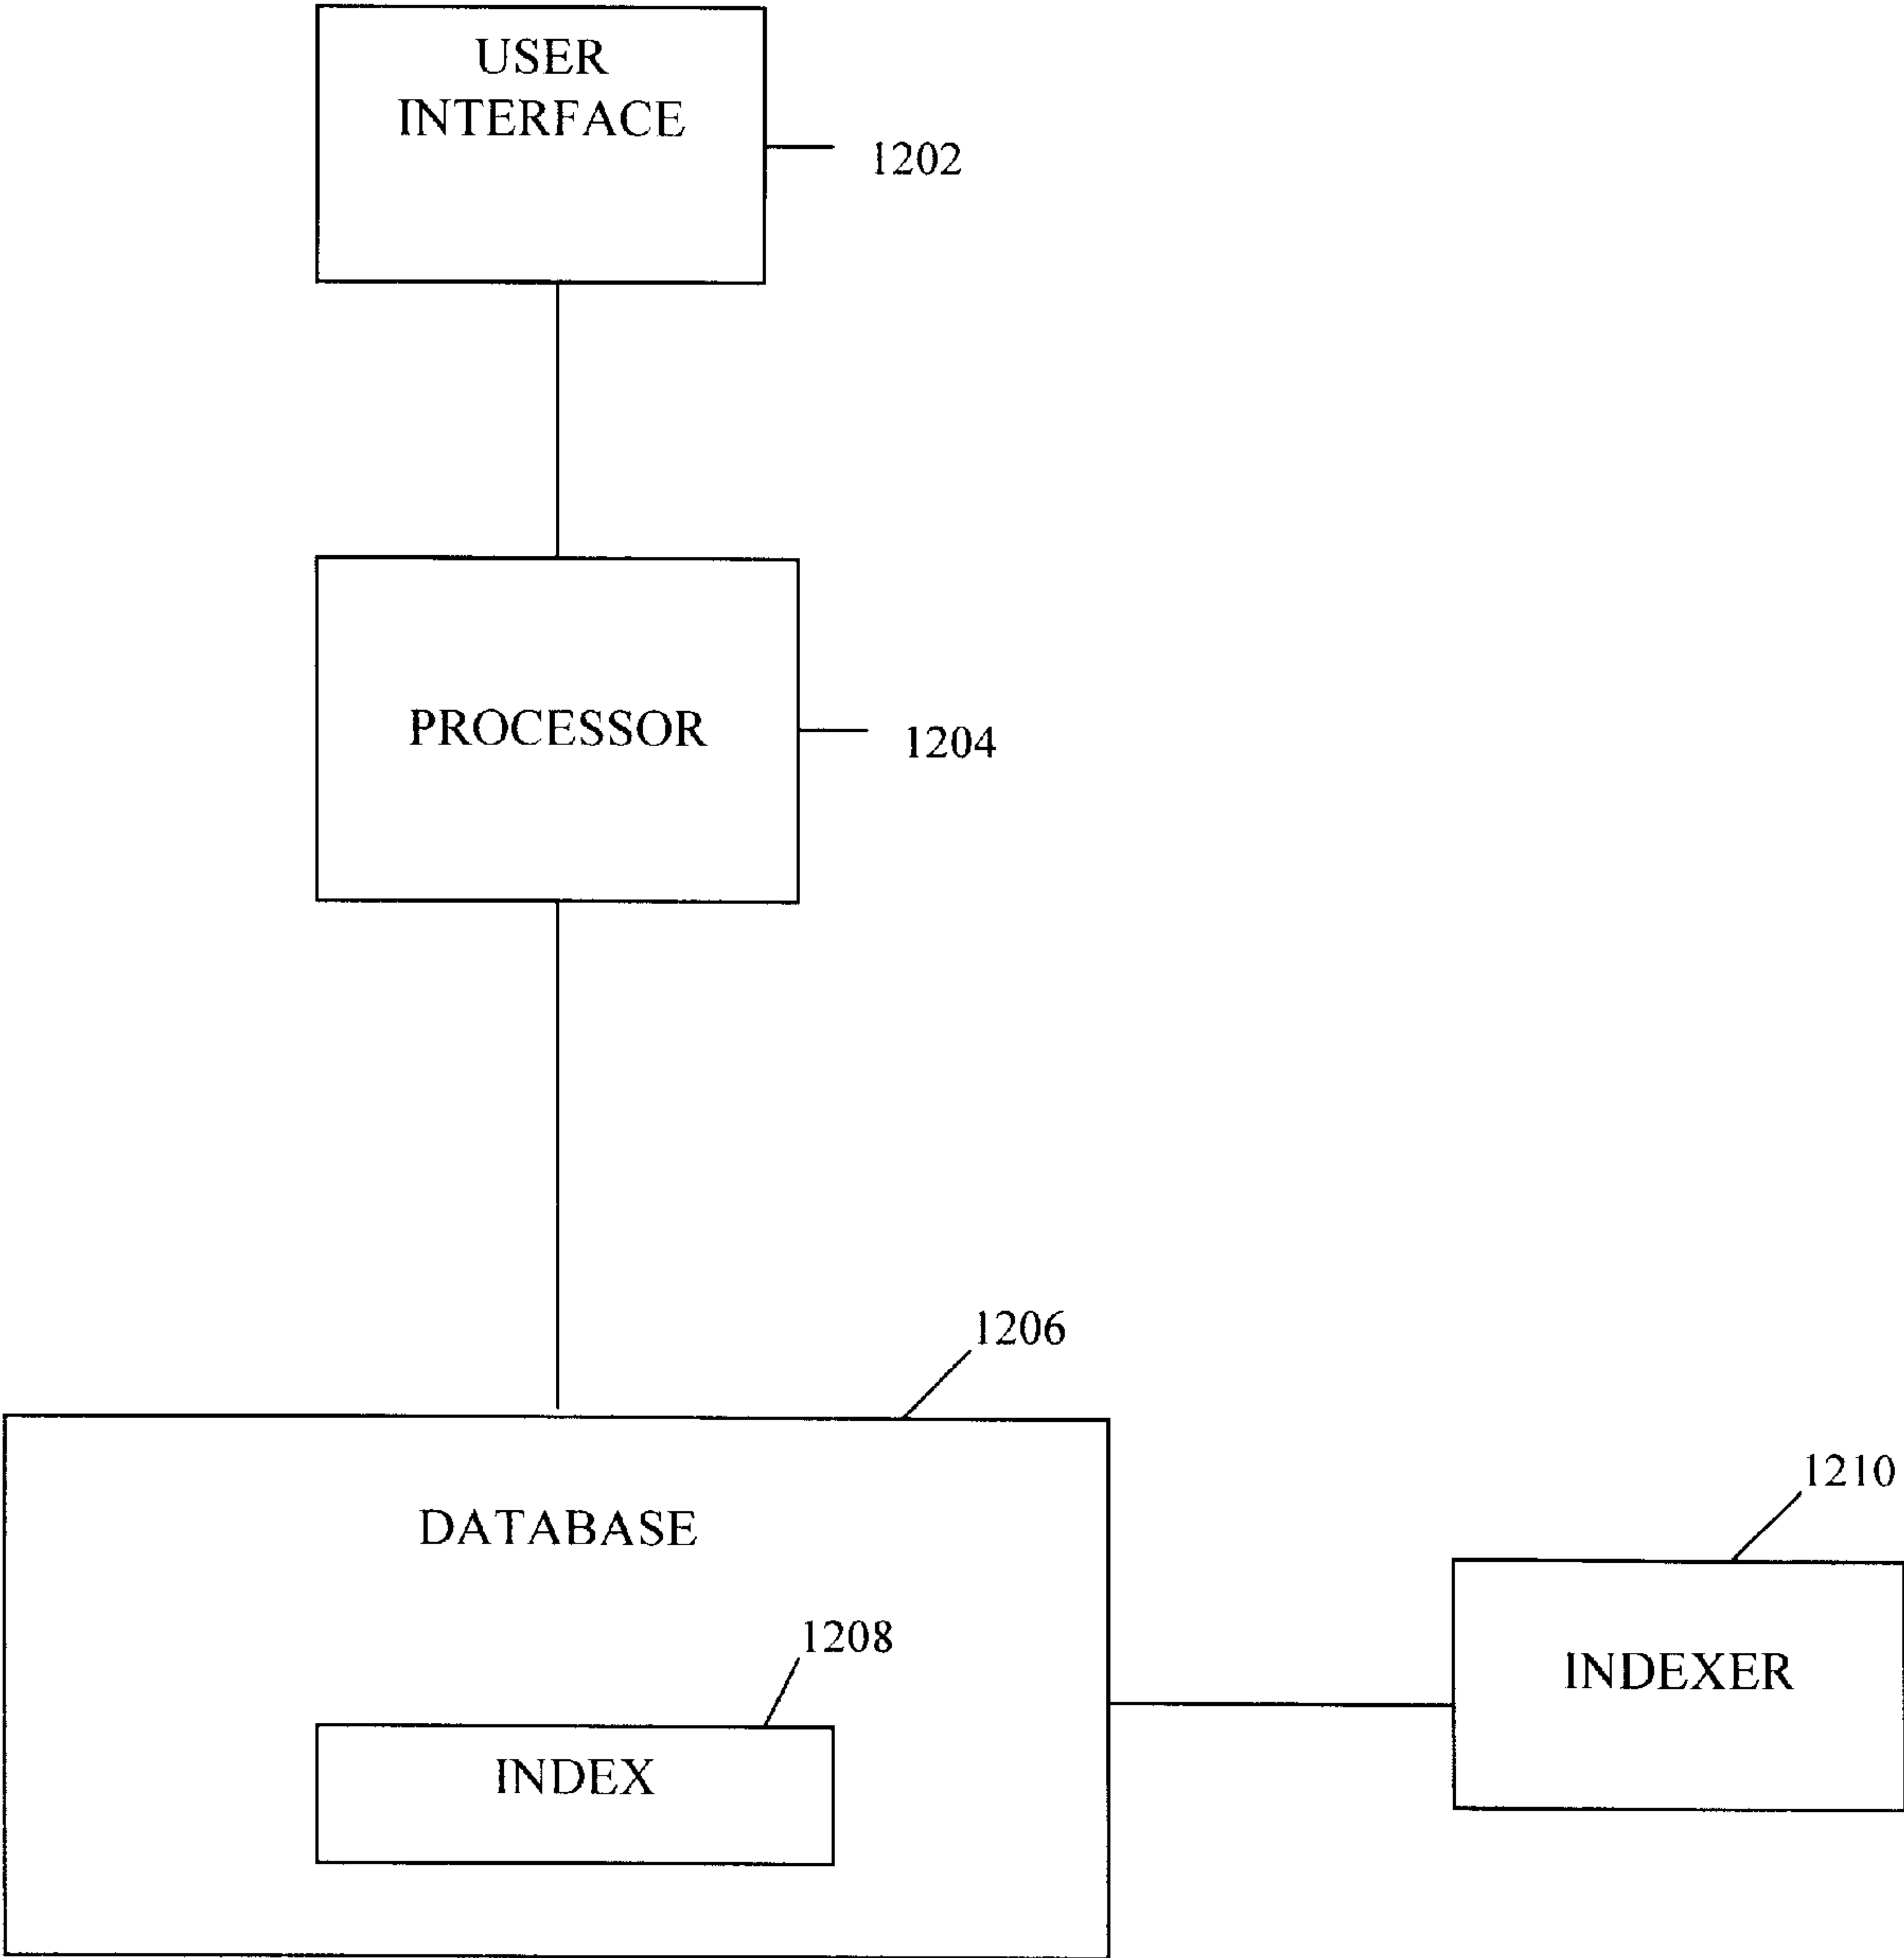 USER
INTERFACE
1202
PROCESSOR
1204
1206
DATABASE
1210
1208
INDEXER
INDEX